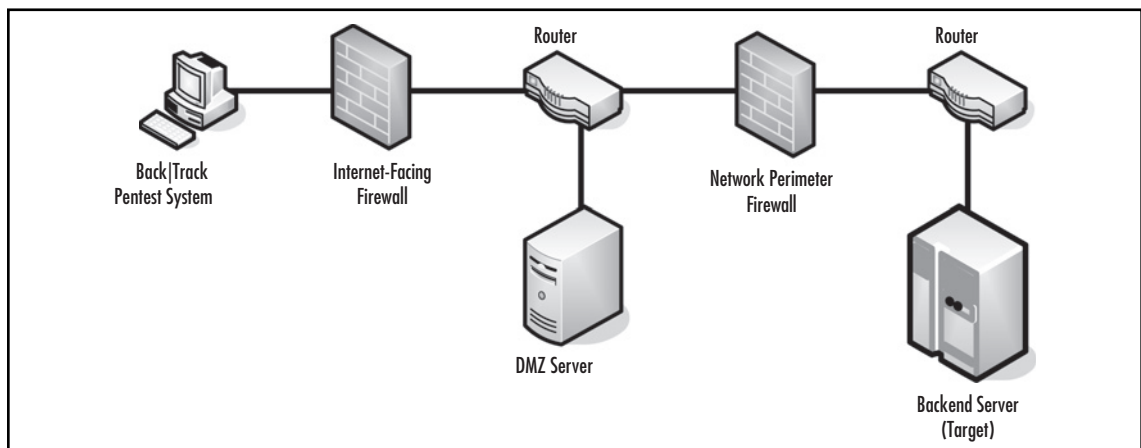 Router
Router
Back|Track
Pentest System
Internet-Facing
Firewall
Network Perimeter
Firewall
DMZ Server
Backend Server
(Target)